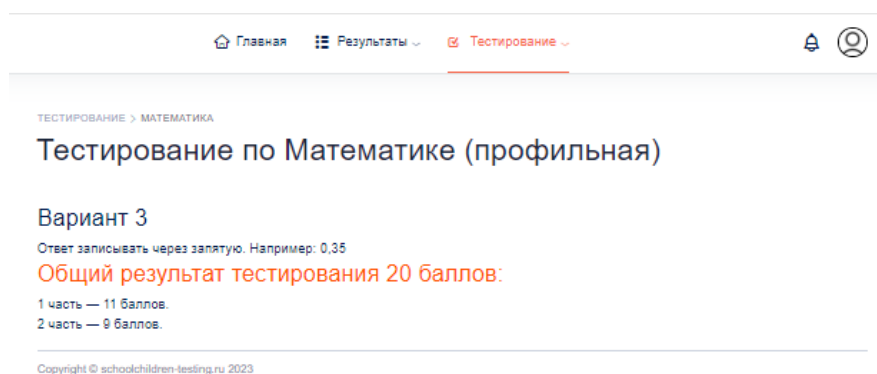 Главная Результаты Тестирование
ТЕСТИРОВАНИЕ > МАТЕМАТИКА
Тестирование по Математике (профильная)
Вариант 3
Ответ записывать через запятую. Например: 0,35
Общий результат тестирования 20 баллов:
1 часть — 11 баллов.
2 часть — 9 баллов.
Copyright © schoolchildren-testing.ru 2023